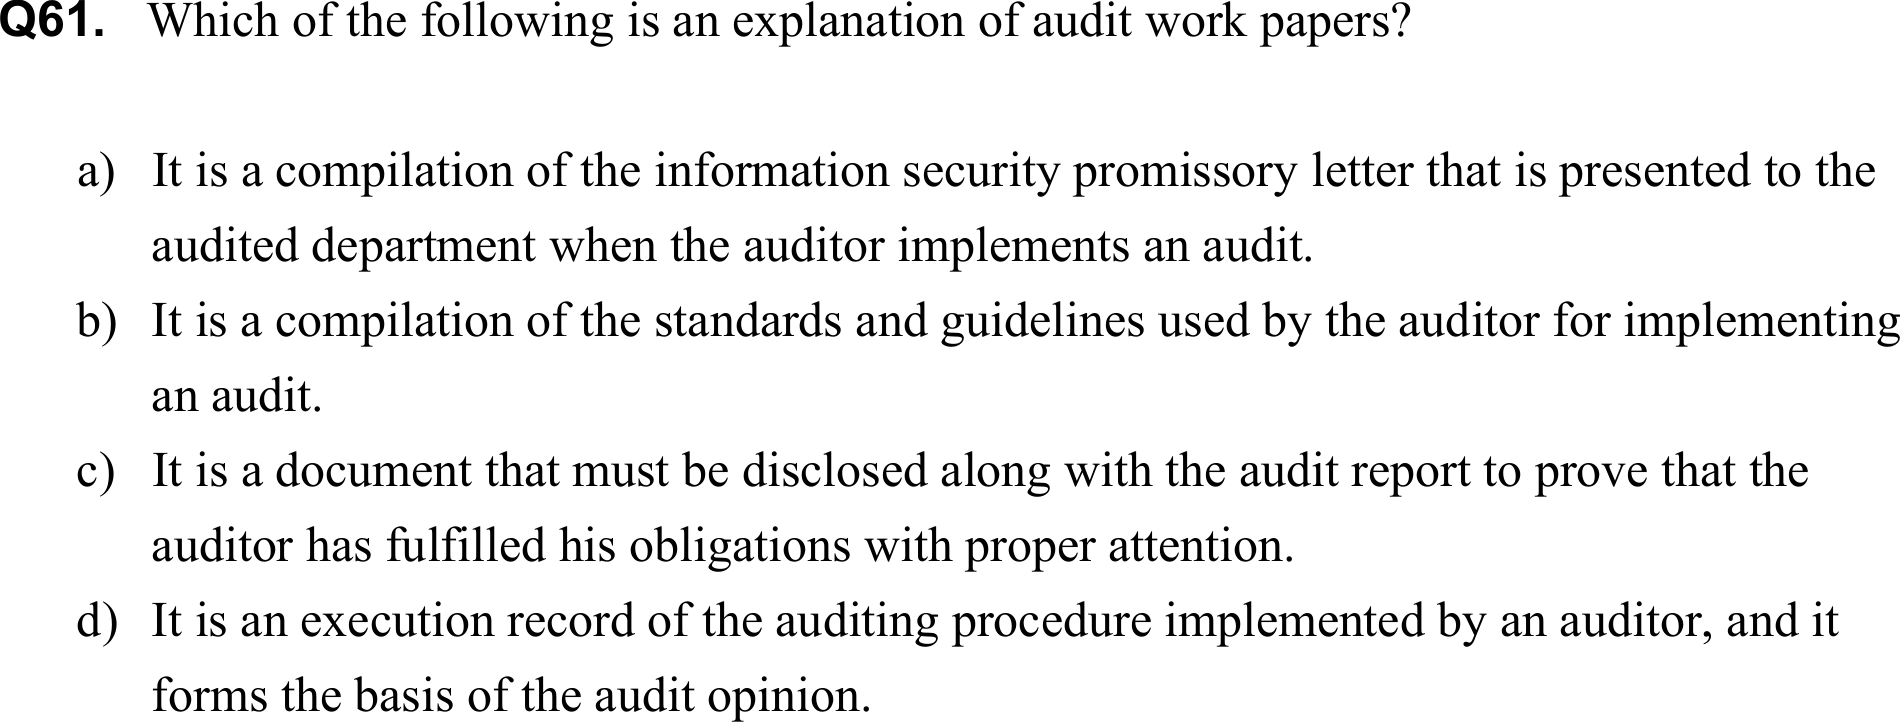 Q61. Which of the following is an explanation of audit work papers?
a) It is a compilation of the information security promissory letter that is presented to the
audited department when the auditor implements an audit.
b) It is a compilation of the standards and guidelines used by the auditor for implementing
an audit.
c) It is a document that must be disclosed along with the audit report to prove that the
auditor has fulfilled his obligations with proper attention.
d) It is an execution record of the auditing procedure implemented by an auditor, and it
forms the basis of the audit opinion.